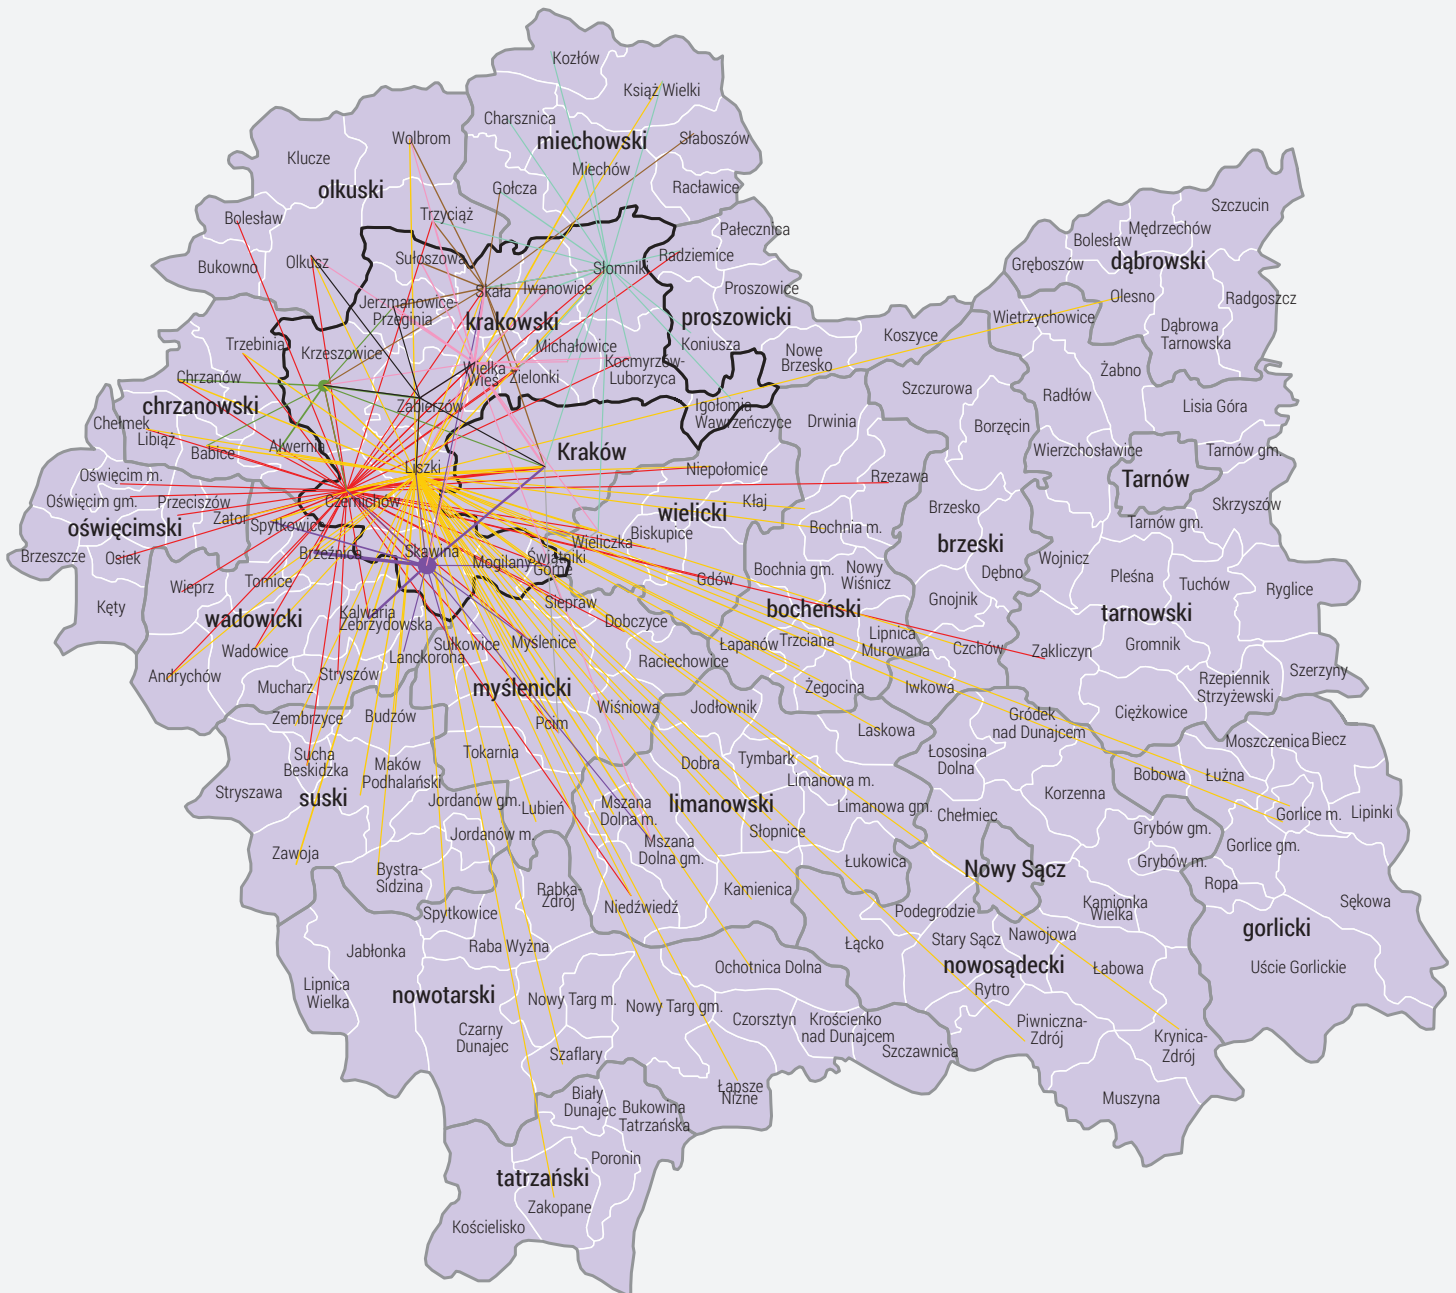 Kozłów
Książ Wielki
Charsznica
miechowski
Słaboszów
Wolbrom
Miechów
Klucze
olkuski
Gołcza
Racławice
Trzyciąż
Bolesław
Pałecznica
Szczucin
Mędrzechów
Bolesław
Sułoszowa
Radziemice
dąbrowski
Gręboszów
Bukowno
Olkusz
Słomniki
Skała
Iwanowice
Proszowice
Olesno
Radgoszcz
Jerzmanowice-
Przeginia
krakowski
proszowicki
Wietrzychowice
Dąbrowa
Tarnowska
Koszyce
Trzebinia
Krzeszowice
Michałowice
Koniusza
Nowe
Brzesko
Kocmyrzów-
Luborzyca
Wielka
Wieś
Zielonki
Żabno
Chrzanów
Szczurowa
Radłów
chrzanowski
Zabierzów
Igołomia
Wawrzeńczyce
Lisia Góra
Chełmek
Libiąż
Drwinia
Borzęcin
Babice
Alwernia
Kraków
Wierzchosławice
Tarnów gm.
Liszki
Niepołomice
Oświęcim m.
Rzezawa
Tarnów
Oświęcim gm.
Przeciszów
Czernichów
Kłaj
Skrzyszów
Zator
wielicki
Brzesko
oświęcimski
Spytkowice
Bochnia m.
Tarnów gm.
Biskupice
Wieliczka
brzeski
Brzeszcze
Osiek
Brzeźnica
Skawina
Mogilany
Świątniki
Górne
Wojnicz
Bochnia gm.
Nowy
Wiśnicz
Dębno
Pleśna
Tuchów
Ryglice
Wieprz
Tomice
Gdów
Kęty
Siepraw
bocheński
Gnojnik
tarnowski
wadowicki
Kalwaria
Zebrzydowska
Dobczyce
Sułkowice
Myślenice
Łapanów
Trzciana
Lipnica
Murowana
Czchów
Zakliczyn
Gromnik
Wadowice
Lanckorona
Raciechowice
Andrychów
Stryszów
Szerzyny
Mucharz
myślenicki
Żegocina
Iwkowa
Rzepiennik
Strzyżewski
Zembrzyce
Budzów
Wiśniowa
Jodłownik
Gródek
nad Dunajcem
Ciężkowice
Pcim
Laskowa
Moszczenica
Biecz
Sucha
Beskidzka
Tokarnia
Łososina
Dolna
Maków
Podhalański
Dobra
Tymbark
Bobowa
Łużna
Limanowa m.
Stryszawa
suski
Jordanów gm.
Lubień
Mszana
Dolna m.
limanowski
Limanowa gm.
Korzenna
Chełmiec
Gorlice m.
Lipinki
Jordanów m.
Słopnice
Grybów gm.
Mszana
Dolna gm.
Gorlice gm.
Zawoja
Łukowica
Grybów m.
Bystra-
Sidzina
Nowy Sącz
Ropa
Rabka-
Zdrój
Kamienica
Sękowa
Spytkowice
Niedźwiedź
Podegrodzie
Kamionka
Wielka
gorlicki
Jabłonka
Raba Wyżna
Łącko
Stary Sącz
Nawojowa
Ochotnica Dolna
nowosądecki
Łabowa
Uście Gorlickie
Lipnica
Wielka
nowotarski
Nowy Targ m.
Nowy Targ gm.
Rytro
Czorsztyn
Krościenko
nad Dunajcem
Piwniczna-
Zdrój
Czarny
Dunajec
Krynica-
Zdrój
Szaflary
Szczawnica
Łapsze
Niżne
Biały
Dunajec
Bukowina
Tatrzańska
Muszyna
Poronin
tatrzański
Zakopane
Kościelisko